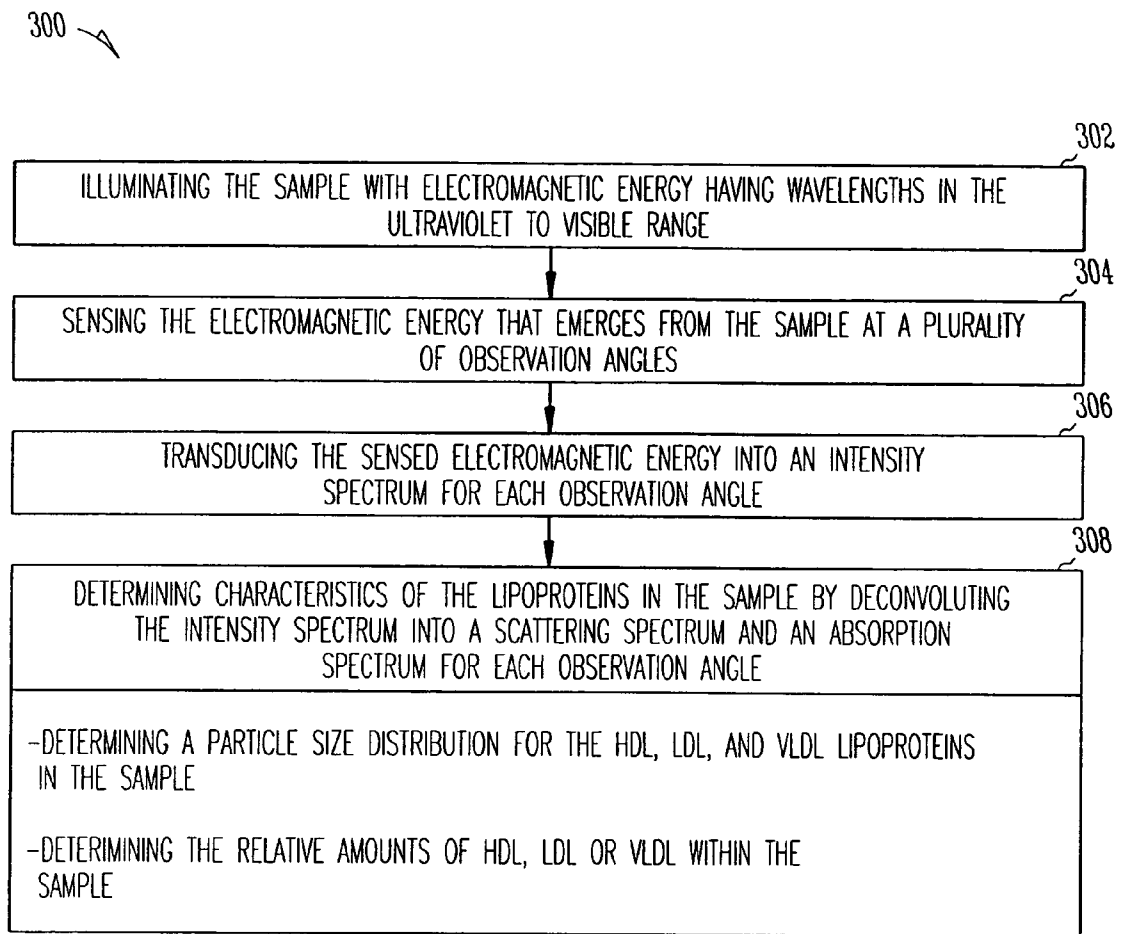 300
302
ILLUMINATING THE SAMPLE WITH ELECTROMAGNETIC ENERGY HAVING WAVELENGTHS IN THE
ULTRAVIOLET TO VISIBLE RANGE
304
SENSING THE ELECTROMAGNETIC ENERGY THAT EMERGES FROM THE SAMPLE AT A PLURALITY
OF OBSERVATION ANGLES
306
TRANSDUCING THE SENSED ELECTROMAGNETIC ENERGY INTO AN INTENSITY
SPECTRUM FOR EACH OBSERVATION ANGLE
308
DETERMINING CHARACTERISTICS OF THE LIPOPROTEINS IN THE SAMPLE BY DECONVOLUTING
THE INTENSITY SPECTRUM INTO A SCATTERING SPECTRUM AND AN ABSORPTION
SPECTRUM FOR EACH OBSERVATION ANGLE
-DETERMINING A PARTICLE SIZE DISTRIBUTION FOR THE HDL, LDL, AND VLDL LIPOPROTEINS
IN THE SAMPLE
-DETERIMINING THE RELATIVE AMOUNTS OF HDL, LDL OR VLDL WITHIN THE
SAMPLE